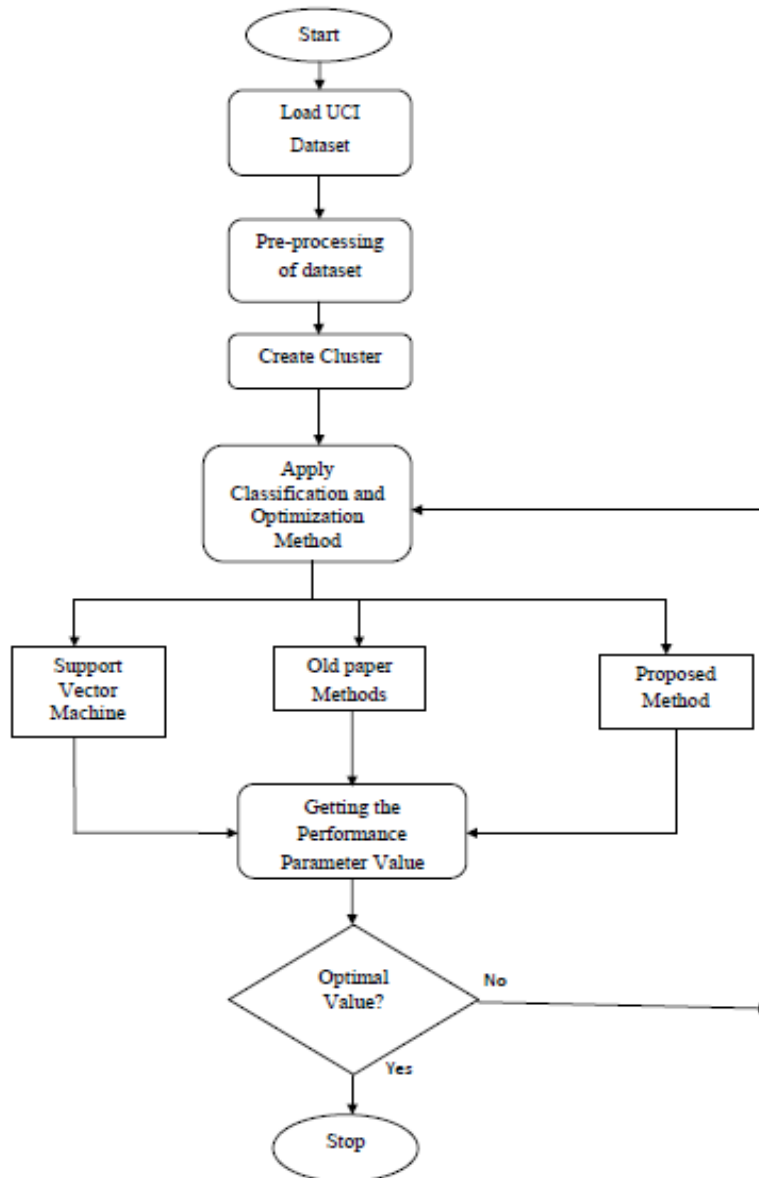 Start
Load UCI
Dataset
Pre-processing
of dataset
Create Cluster
Apply
Classification and
Optimization
Method
Support
Vector
Machine
Old paper
Methods
Proposed
Method
Getting the
Performance
Parameter Value
Optimal
Value?
No
Yes
Stop